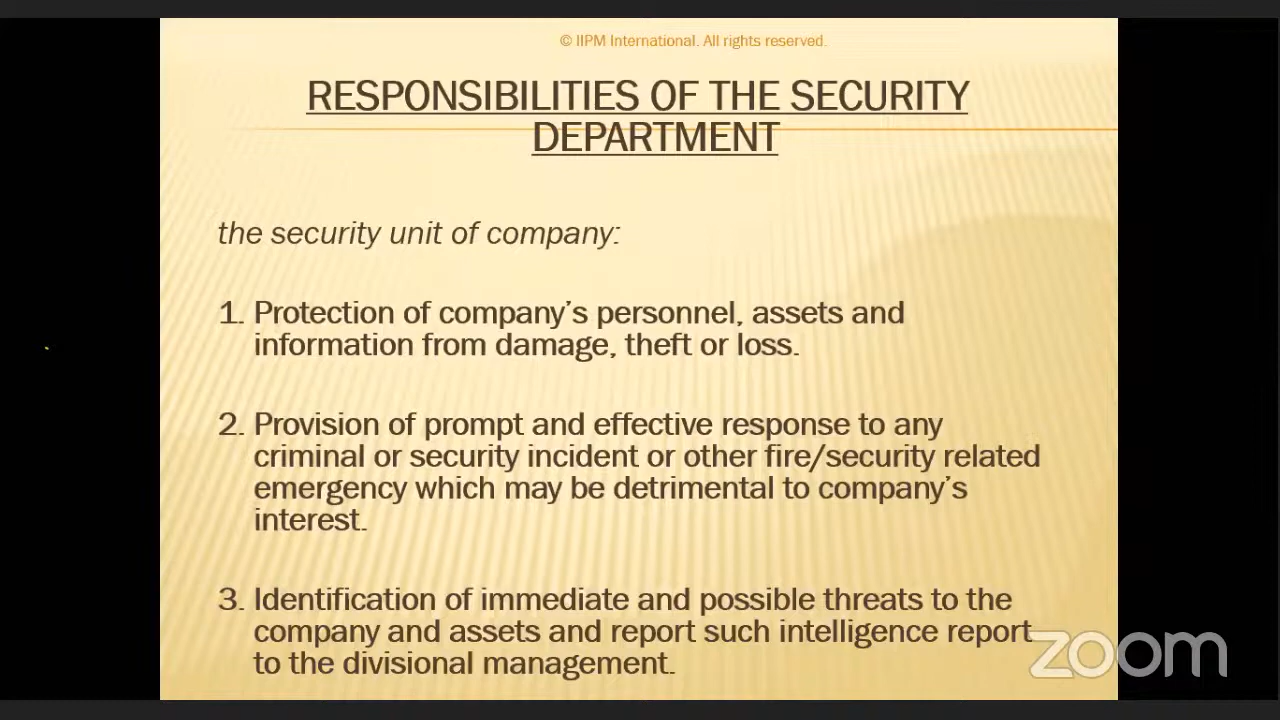 © IIPM International. All rights reserved.
RESPONSIBILITIES OF THE SECURITY
DEPARTMENT
the security unit of company:
1. Protection of company's personnel, assets and
information from damage, theft or loss.
2. Provision of prompt and effective response to any
criminal or security incident or other fire/security related
emergency which may be detrimental to company's
interest.
3. Identification of immediate and possible threats to the
company and assets and report such intelligence report
to the divisional management.
zoom